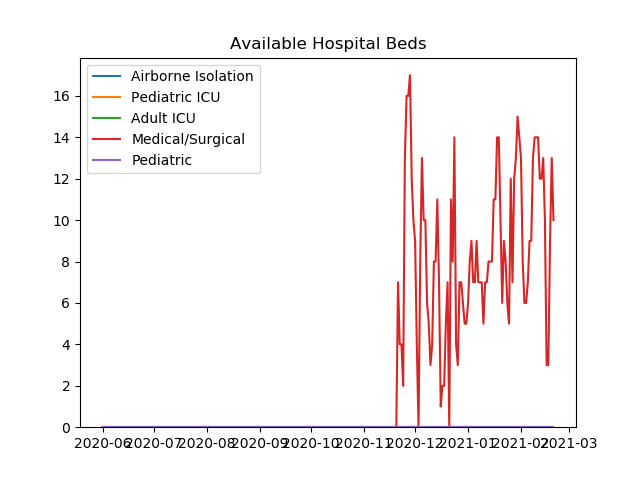 Available Hospital Beds
Airborne Isolation
Pediatric ICU
Adult ICU
Medical/Surgical
Pediatric
16
14
12
10
8
6
4
2
0
2020-06 2020-07 2020-08 2020-09 2020-10 2020-11 2020-12 2021-01 2021-02 2021-03